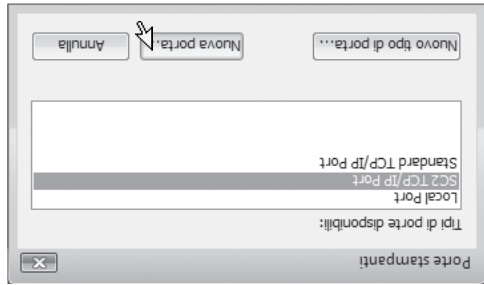 Porte stampanti
Tipi di porte disponibili:
Local Port
SC2 TCP/IP Port
Standard TCP/IP Port
Nuovo tipo di porta... Nuova porta... Annulla